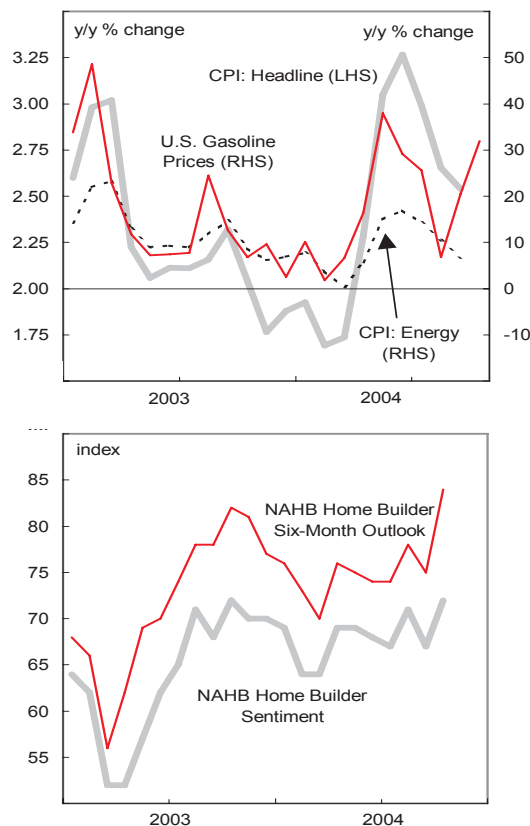 y/y % change
y/y % change
3.25
50
CPI: Headline (LHS)
3.00
40
U.S. Gasoline
Prices (RHS)
2.75
30
2.50
20
2.25
10
2.00
0
CPI: Energy
(RHS)
1.75
-10
2003
2004
index
85
NAHB Home Builder
Six-Month Outlook
80
75
70
65
NAHB Home Builder
Sentiment
60
55
2003
2004